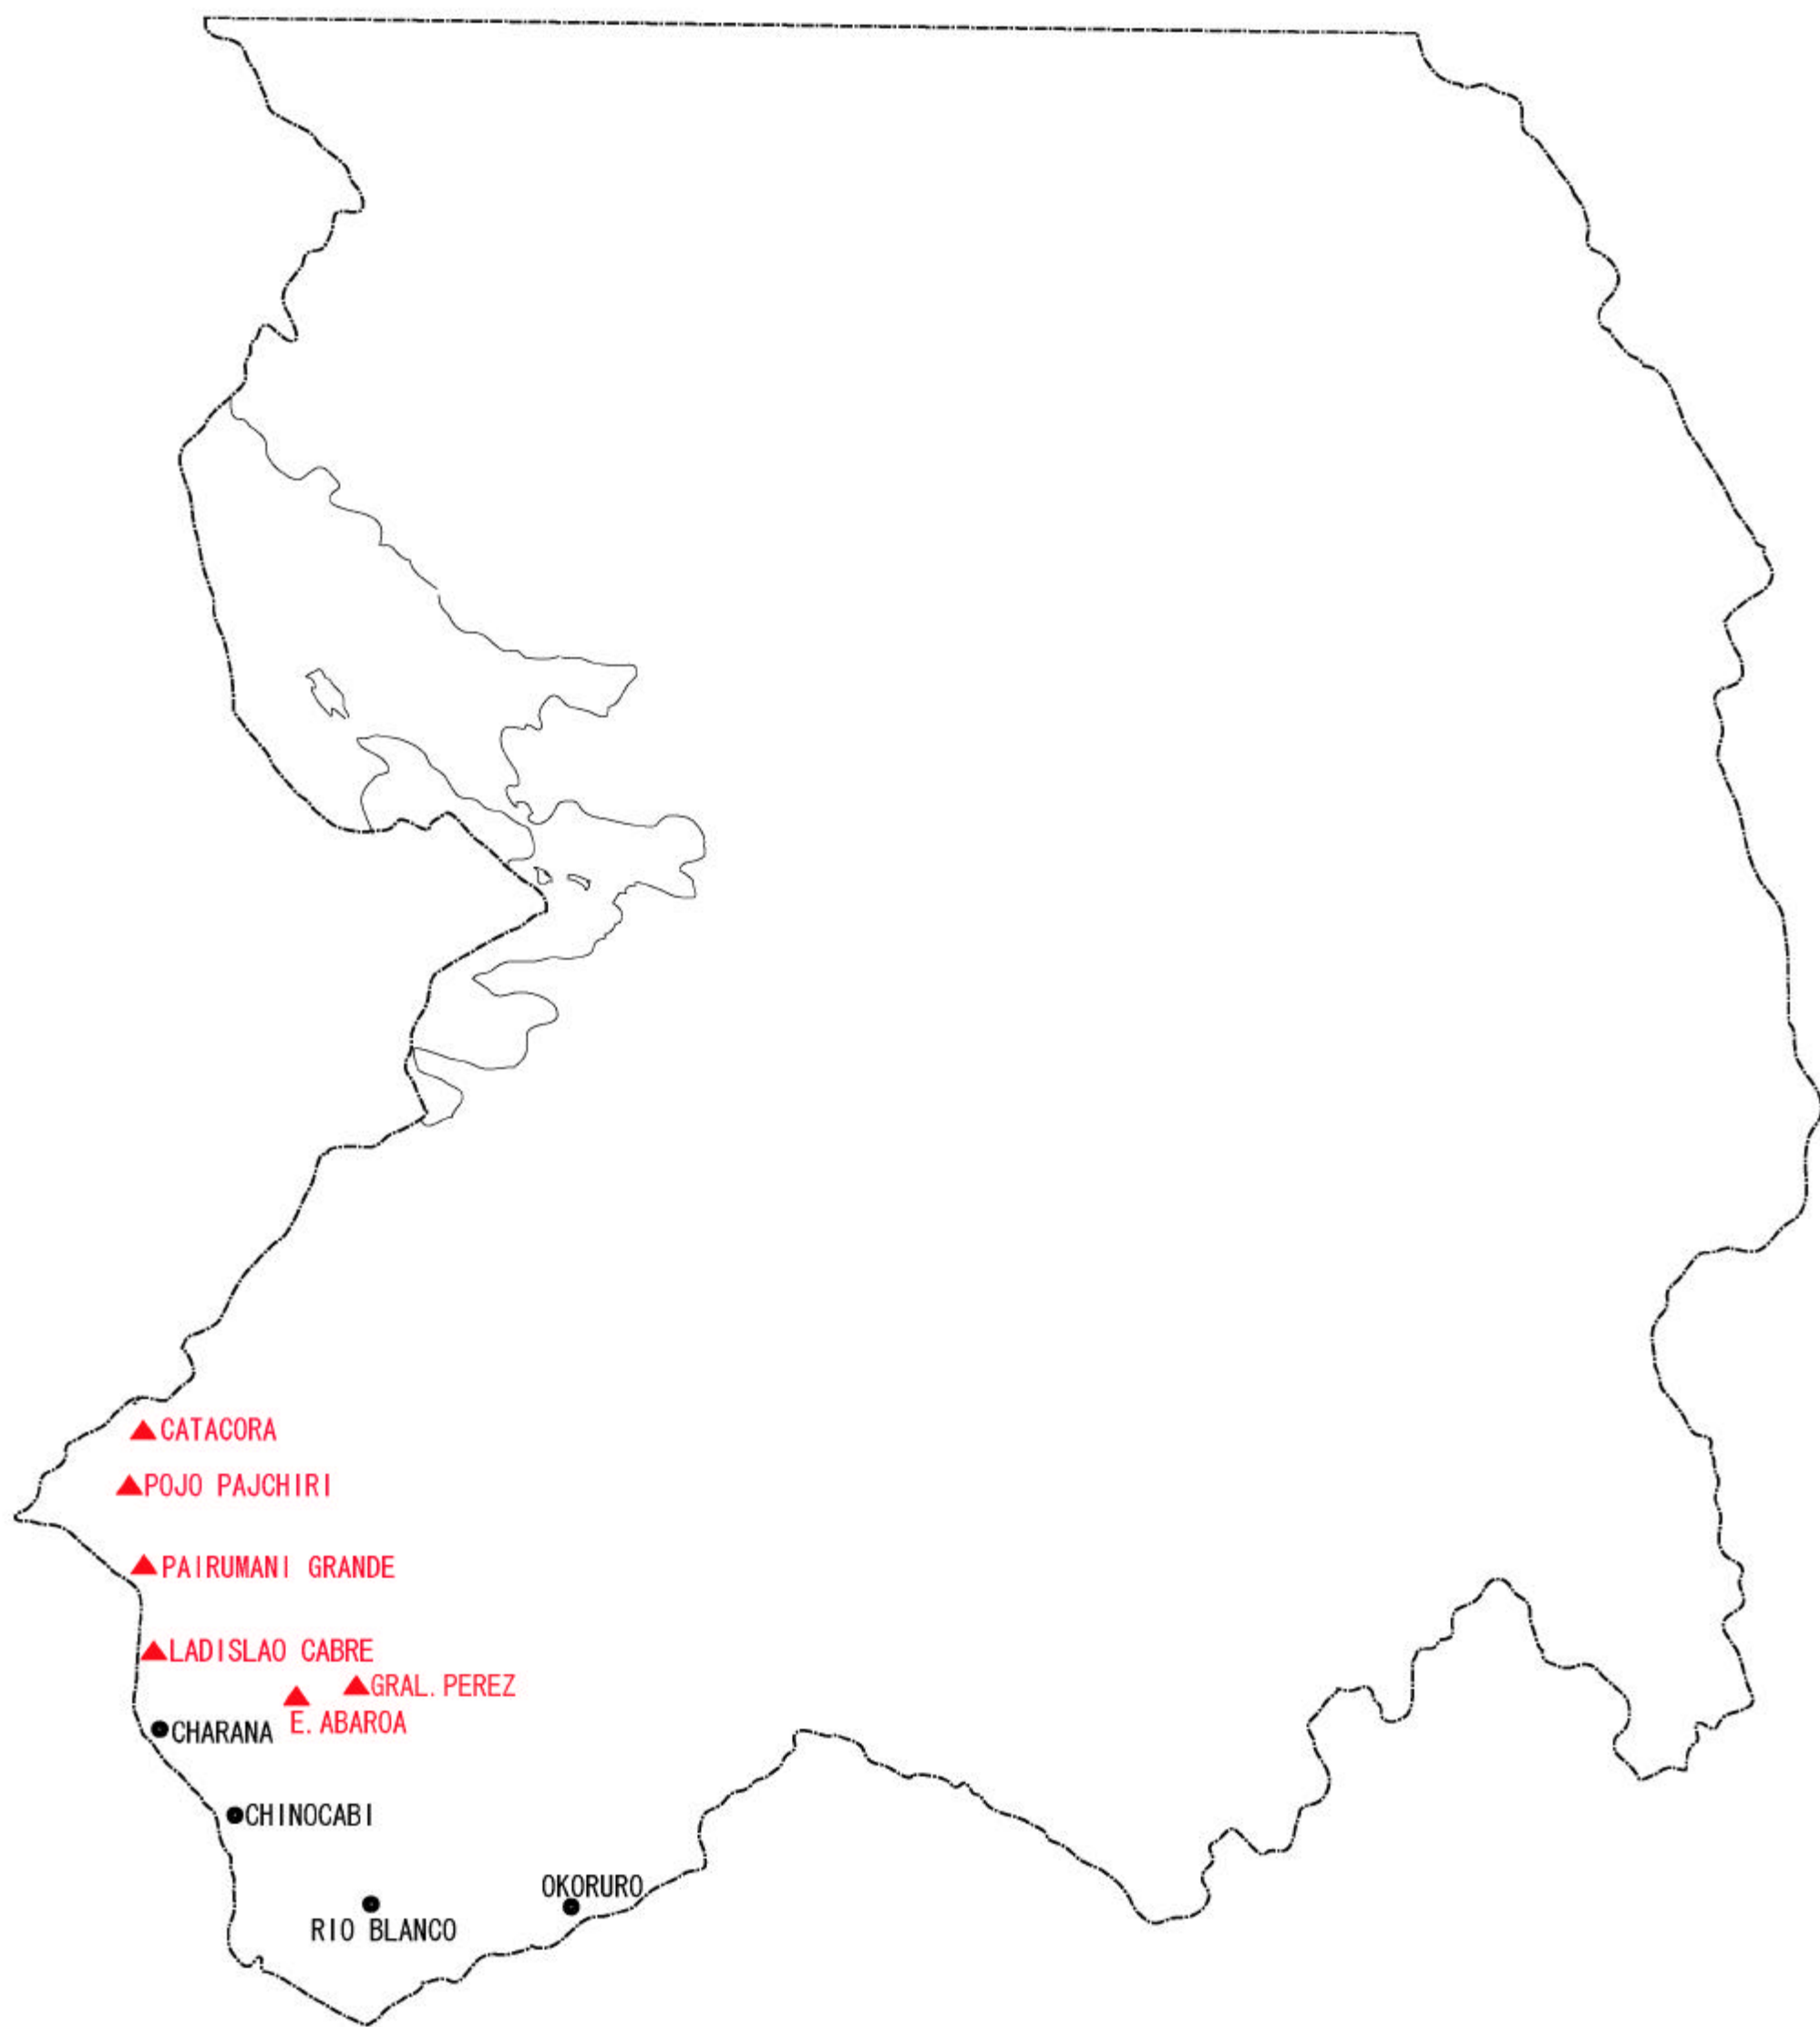 CATACORA
POJO PAJCHIRI
PAIRUMANI GRANDE
LADISLAO CABRE
GRAL. PEREZ
E. ABAROA
CHARANA
CHINOCABI
OKORURO
RIO BLANCO